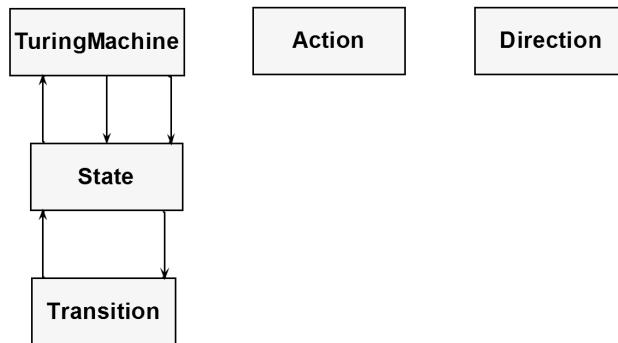 TuringMachine
Action
Direction
State
Transition